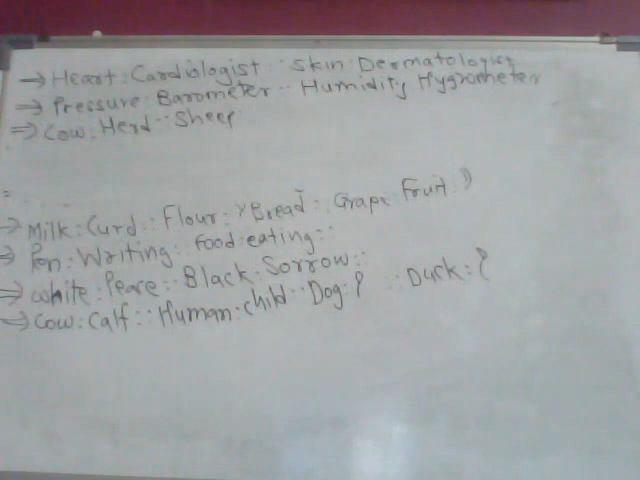 → Heart : Cardiologist :: Skin : Dermatologist
→ Pressure : Barometer :: Humidity Hygrometer
→ Cow : Herd :: Sheep
→ Milk : Curd :: Flour : Bread :: Grape Fruit
→ Pen : Writing : Food : eating ::
→ White : Peace :: Black : Sorrow ::
→ Cow : Calf :: Human : child :: Dog : ? :: Duck : ?